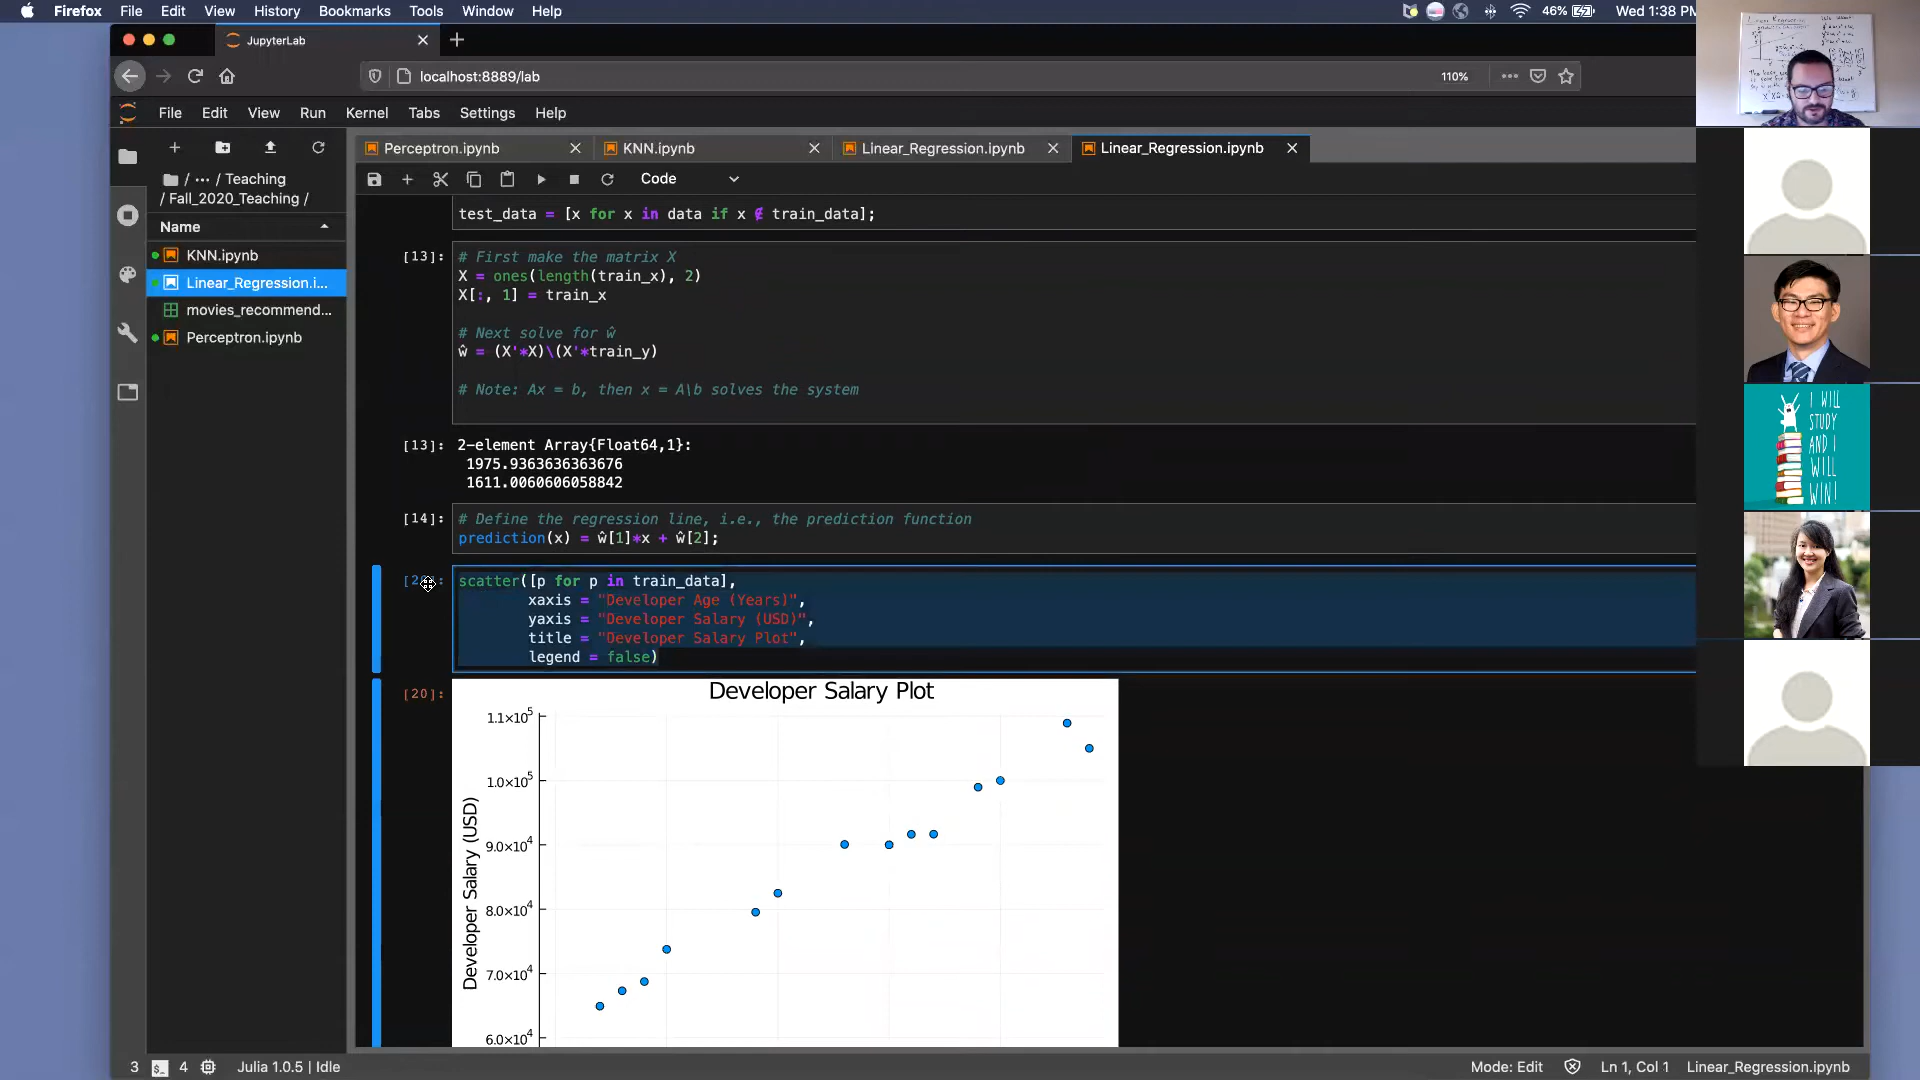 Firefox File Edit View History Bookmarks Tools Window Help 46% Wed 1:38 PM
JupyterLab
localhost:8889/lab 110%
File Edit View Run Kernel Tabs Settings Help
Perceptron.ipynb KNN.ipynb Linear_Regression.ipynb Linear_Regression.ipynb
Code
/ ··· / Teaching
/ Fall_2020_Teaching /
Name
KNN.ipynb
Linear_Regression.i...
movies_recommend...
Perceptron.ipynb
test_data = [x for x in data if x ∉ train_data];
[13]: # First make the matrix X
X = ones(length(train_x), 2)
X[:, 1] = train_x
# Next solve for ŵ
ŵ = (X'*X)\(X'*train_y)
# Note: Ax = b, then x = A\b solves the system
[13]: 2-element Array{Float64,1}:
1975.9363636363676
1611.0060606058842
[14]: # Define the regression line, i.e., the prediction function
prediction(x) = ŵ[1]*x + ŵ[2];
scatter([p for p in train_data],
xaxis = "Developer Age (Years)",
yaxis = "Developer Salary (USD)",
title = "Developer Salary Plot",
legend = false)
[20]:
Developer Salary Plot
1.1×10⁵
1.0×10⁵
9.0×10⁴
8.0×10⁴
7.0×10⁴
6.0×10⁴
Developer Salary (USD)
Linear Regression
I WILL
STUDY
AND I
WILL
WIN!
3 4 Julia 1.0.5 | Idle Mode: Edit Ln 1, Col 1 Linear_Regression.ipynb